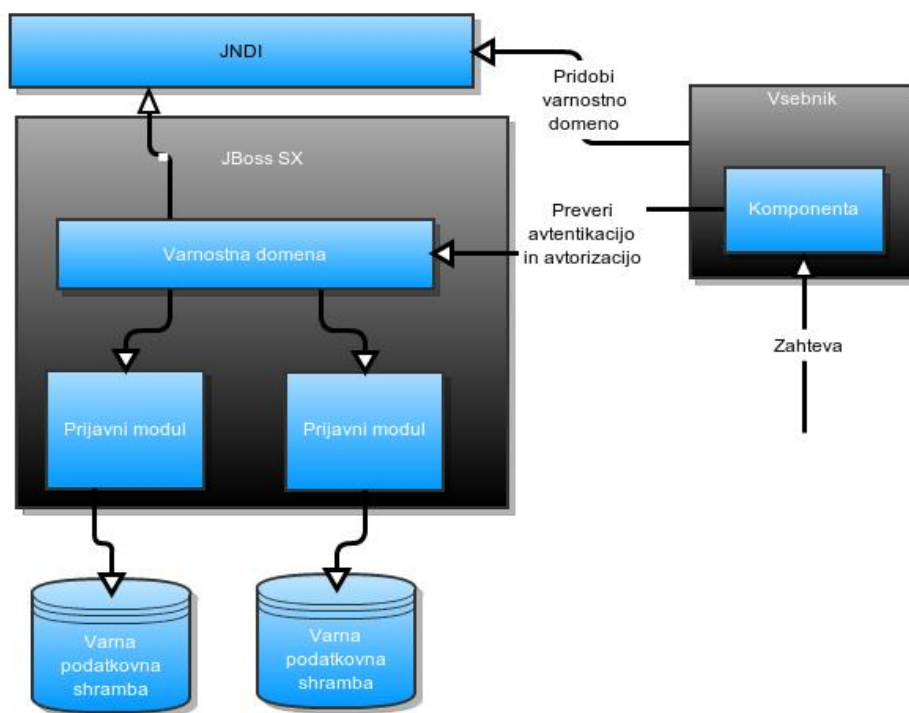 JNDI
Pridobi
varnostno
domeno
Vsebnik
JBoss SX
Komponenta
Preveri
avtentikacijo
in avtorizacijo
Varnostna domena
Zahteva
Prijavni modul
Prijavni modul
Varna
podatkovna
shramba
Varna
podatkovna
shramba